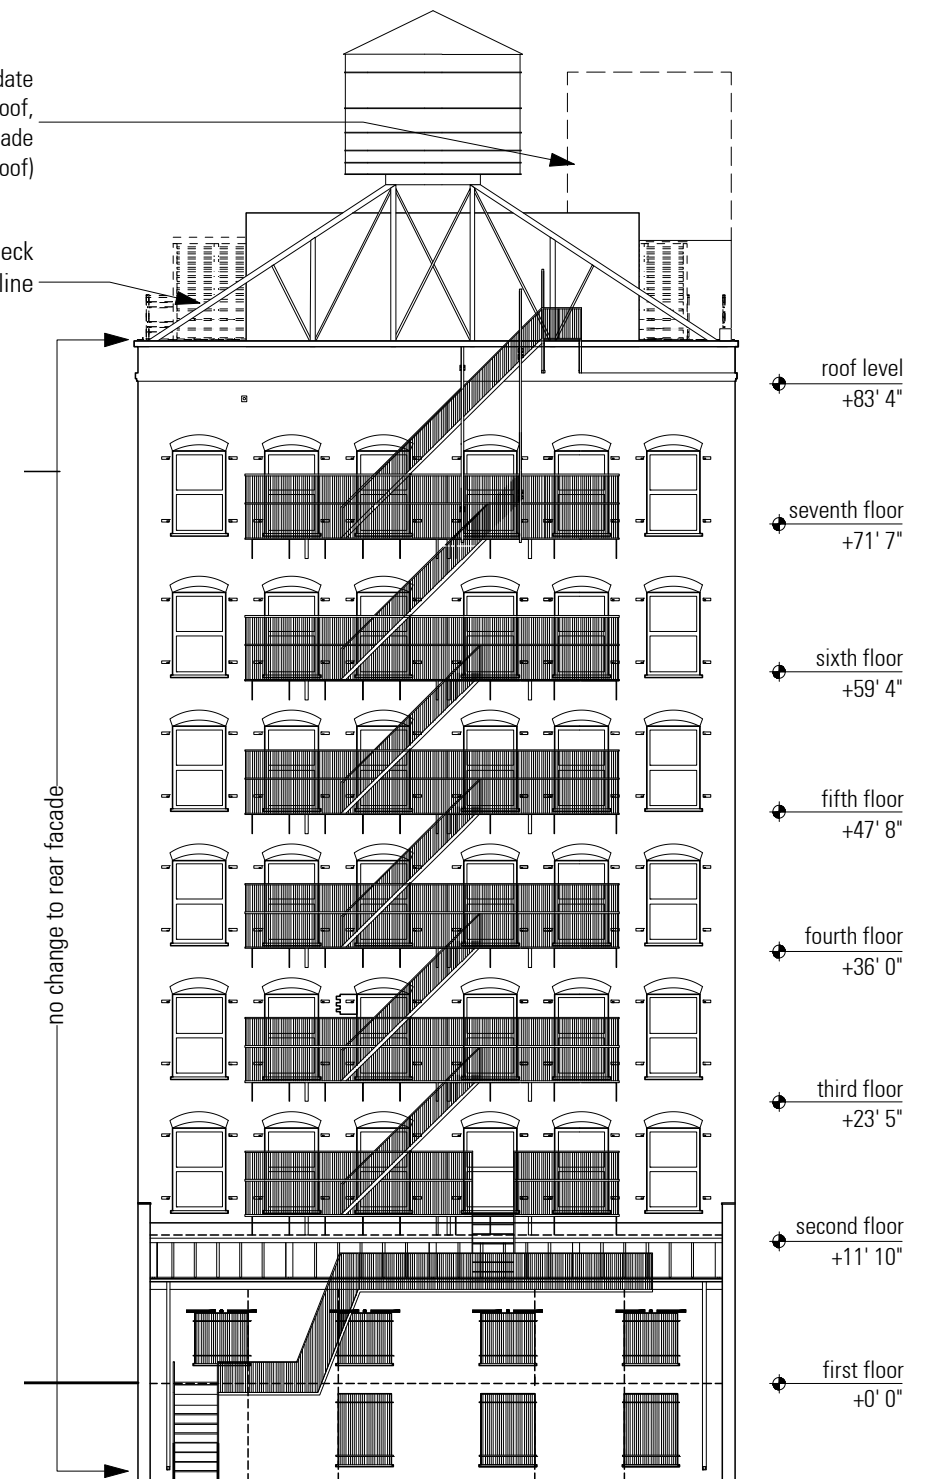 date
oof,
ade
oof)
eck
line
roof level
+83' 4"
seventh floor
+71' 7"
sixth floor
+59' 4"
fifth floor
+47' 8"
no change to rear facade
fourth floor
+36' 0"
third floor
+23' 5"
second floor
+11' 10"
first floor
+0' 0"